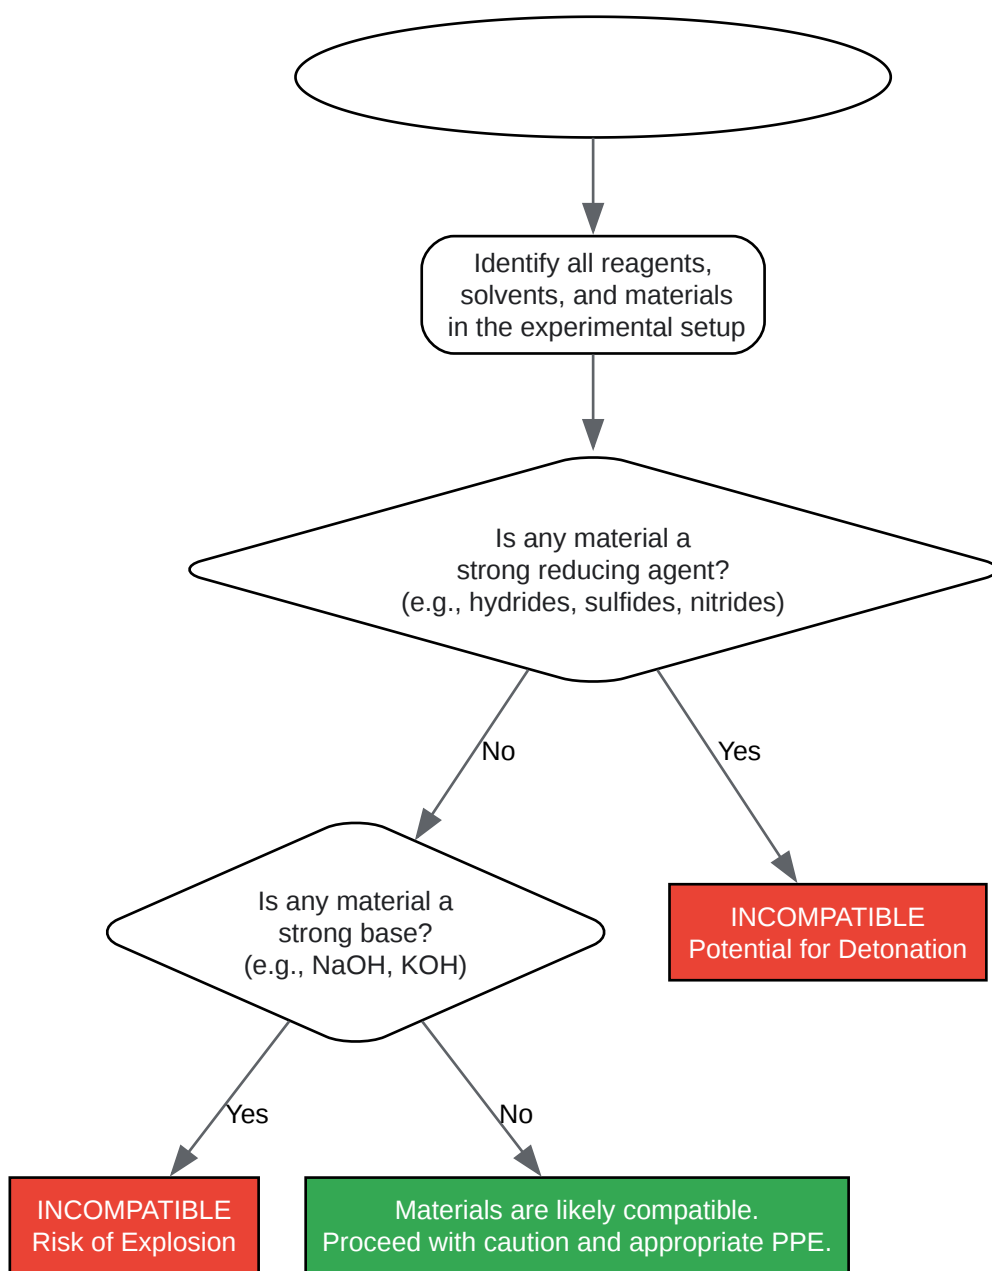 Identify all reagents,
solvents, and materials
in the experimental setup
Is any material a
strong reducing agent?
(e.g., hydrides, sulfides, nitrides)
No
Yes
Is any material a
strong base?
(e.g., NaOH, KOH)
INCOMPATIBLE
Potential for Detonation
Yes
No
INCOMPATIBLE
Risk of Explosion
Materials are likely compatible.
Proceed with caution and appropriate PPE.